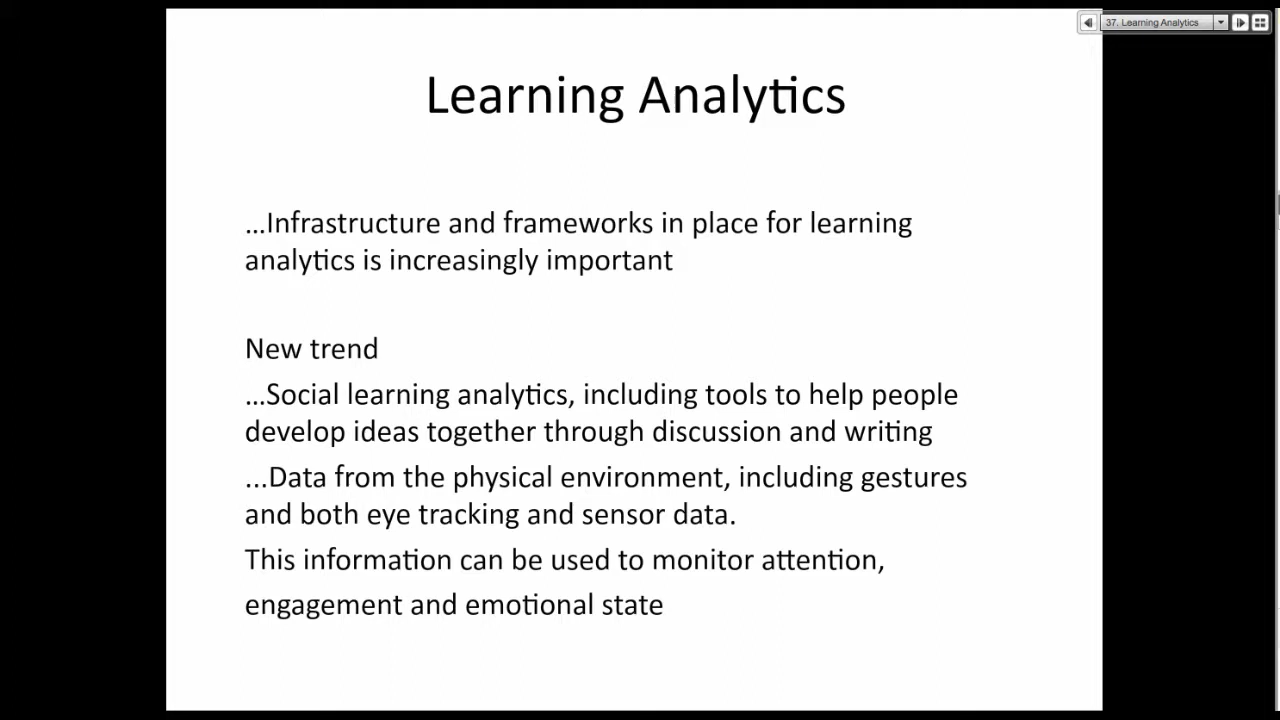 37. Learning Analytics
Learning Analytics
...Infrastructure and frameworks in place for learning
analytics is increasingly important
New trend
...Social learning analytics, including tools to help people
develop ideas together through discussion and writing
...Data from the physical environment, including gestures
and both eye tracking and sensor data.
This information can be used to monitor attention,
engagement and emotional state